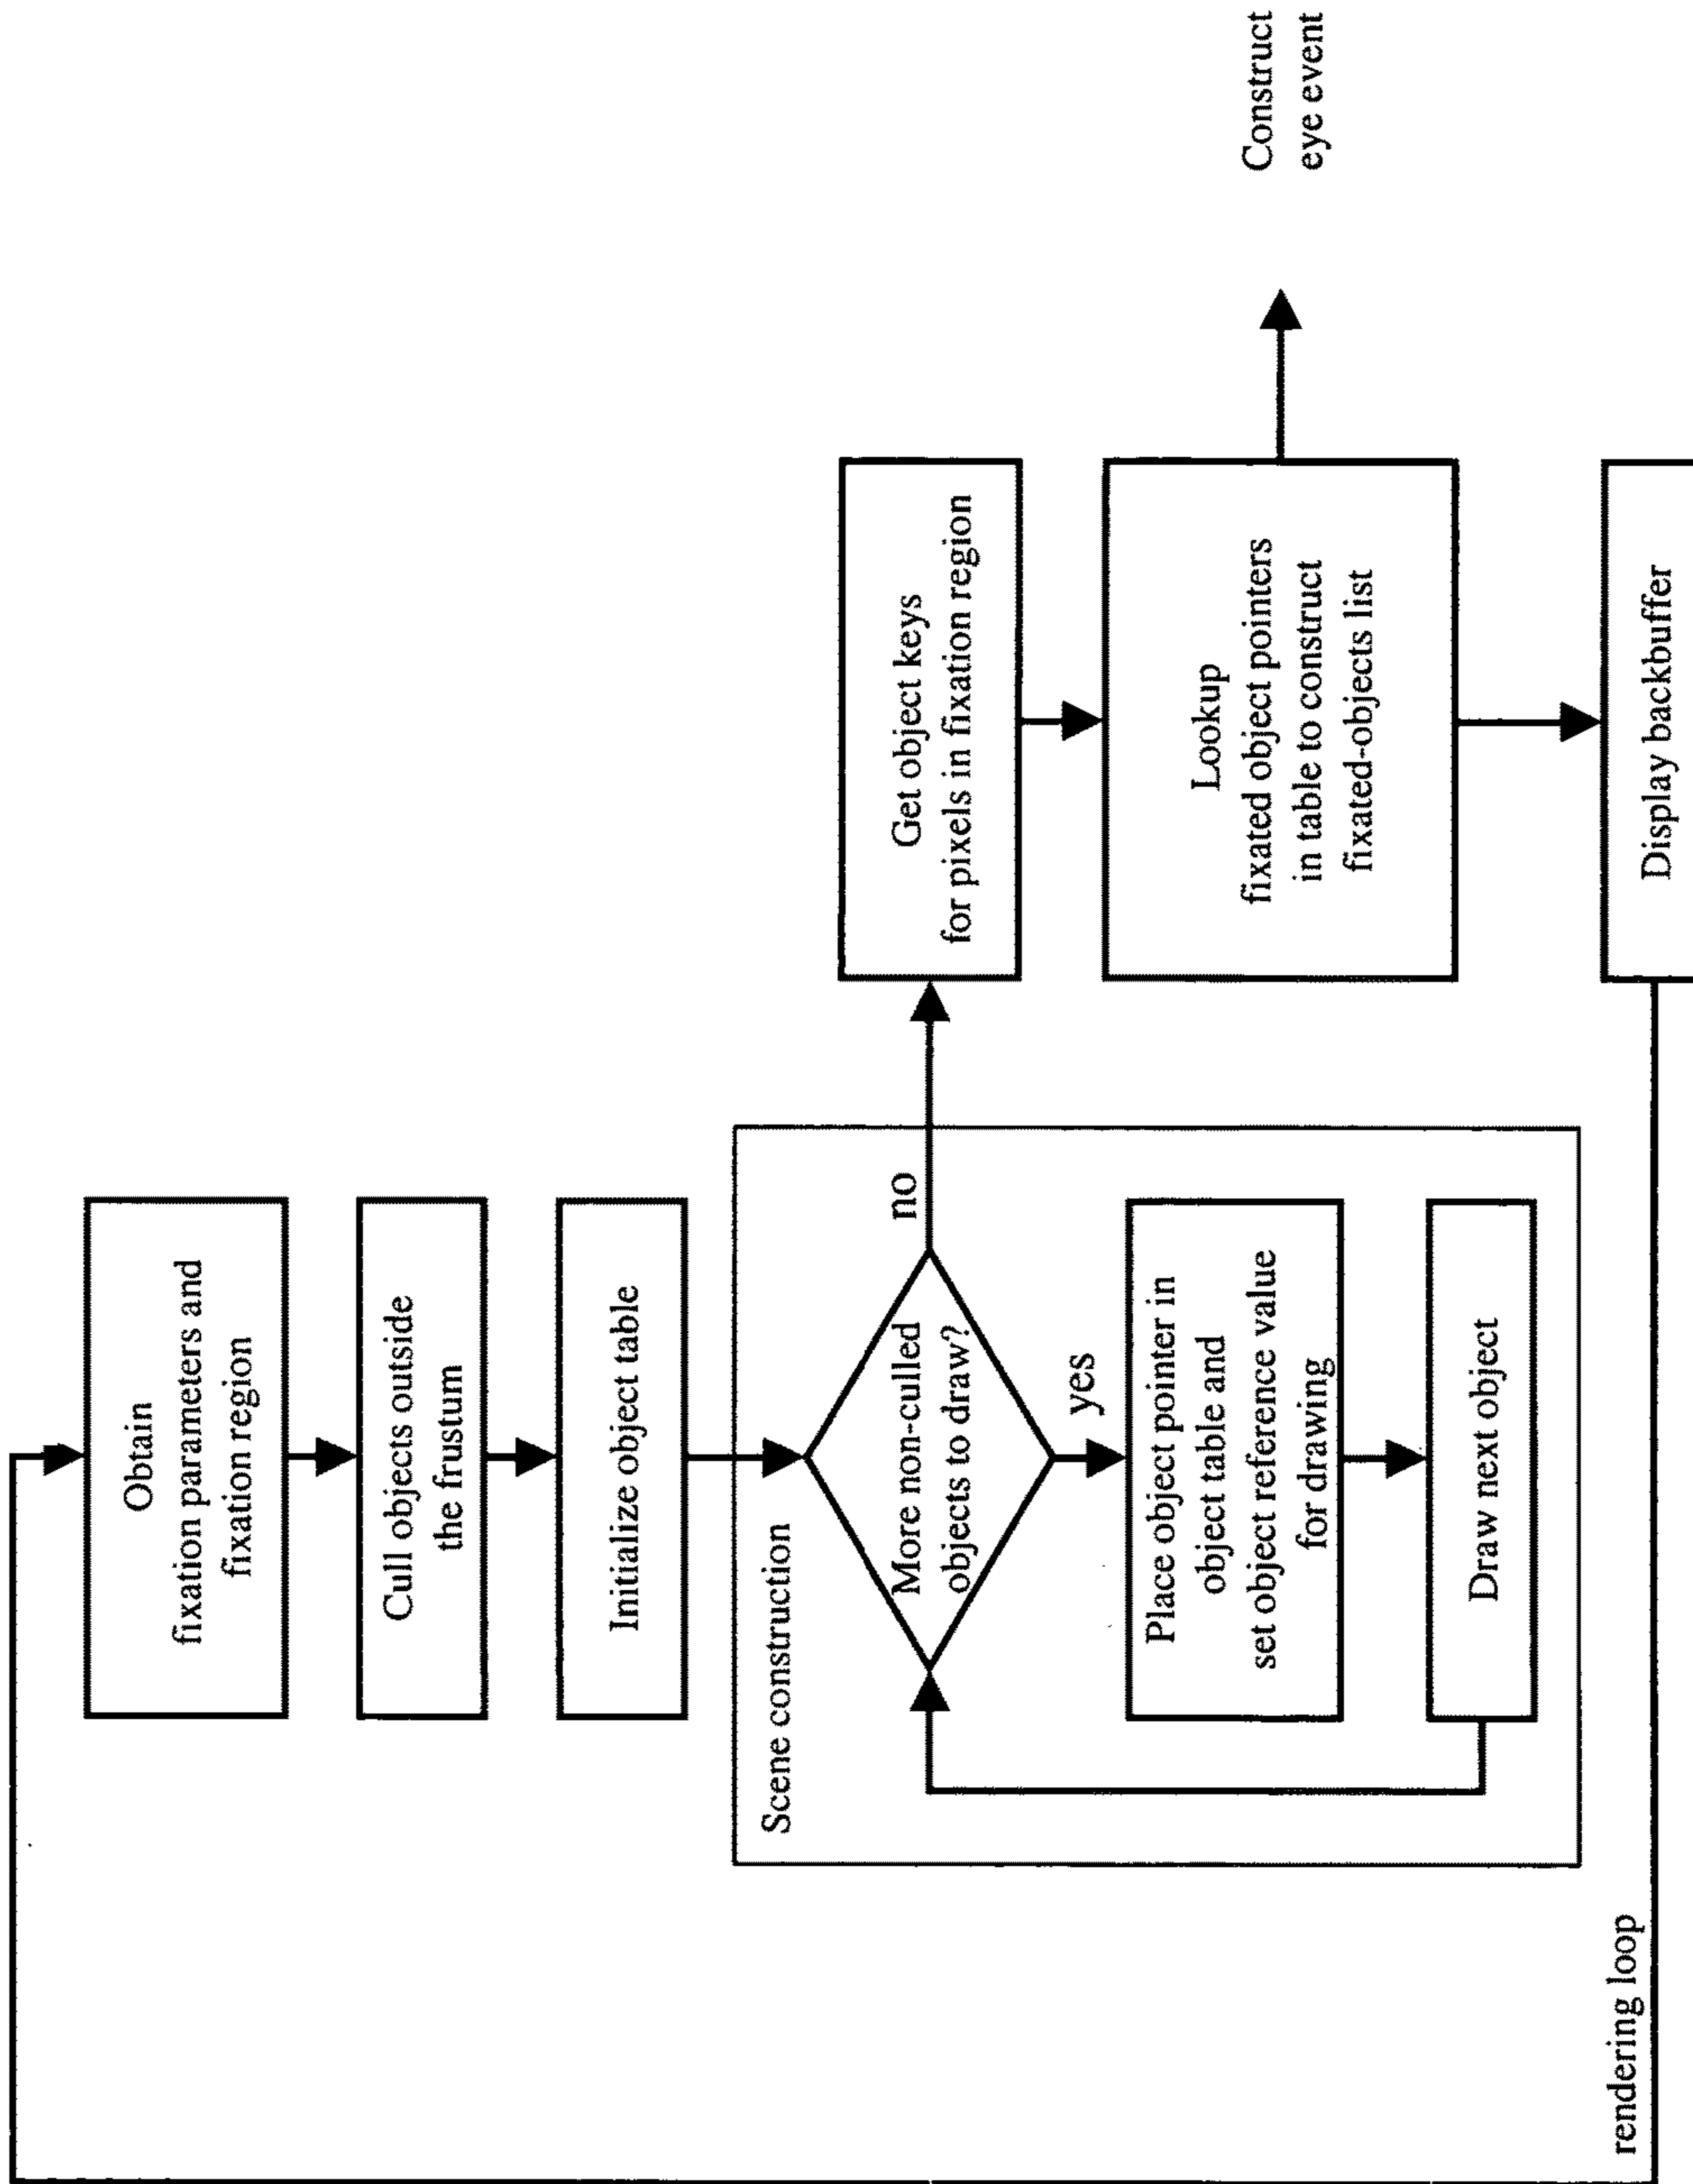 Obtain
fixation parameters and
fixation region
Cull objects outside
the frustum
Initialize object table
Scene construction
More non-culled
objects to draw?
no
yes
Place object pointer in
object table and
set object reference value
for drawing
Draw next object
Get object keys
for pixels in fixation region
Lookup
fixated object pointers
in table to construct
fixated-objects list
Construct
eye event
Display backbuffer
rendering loop